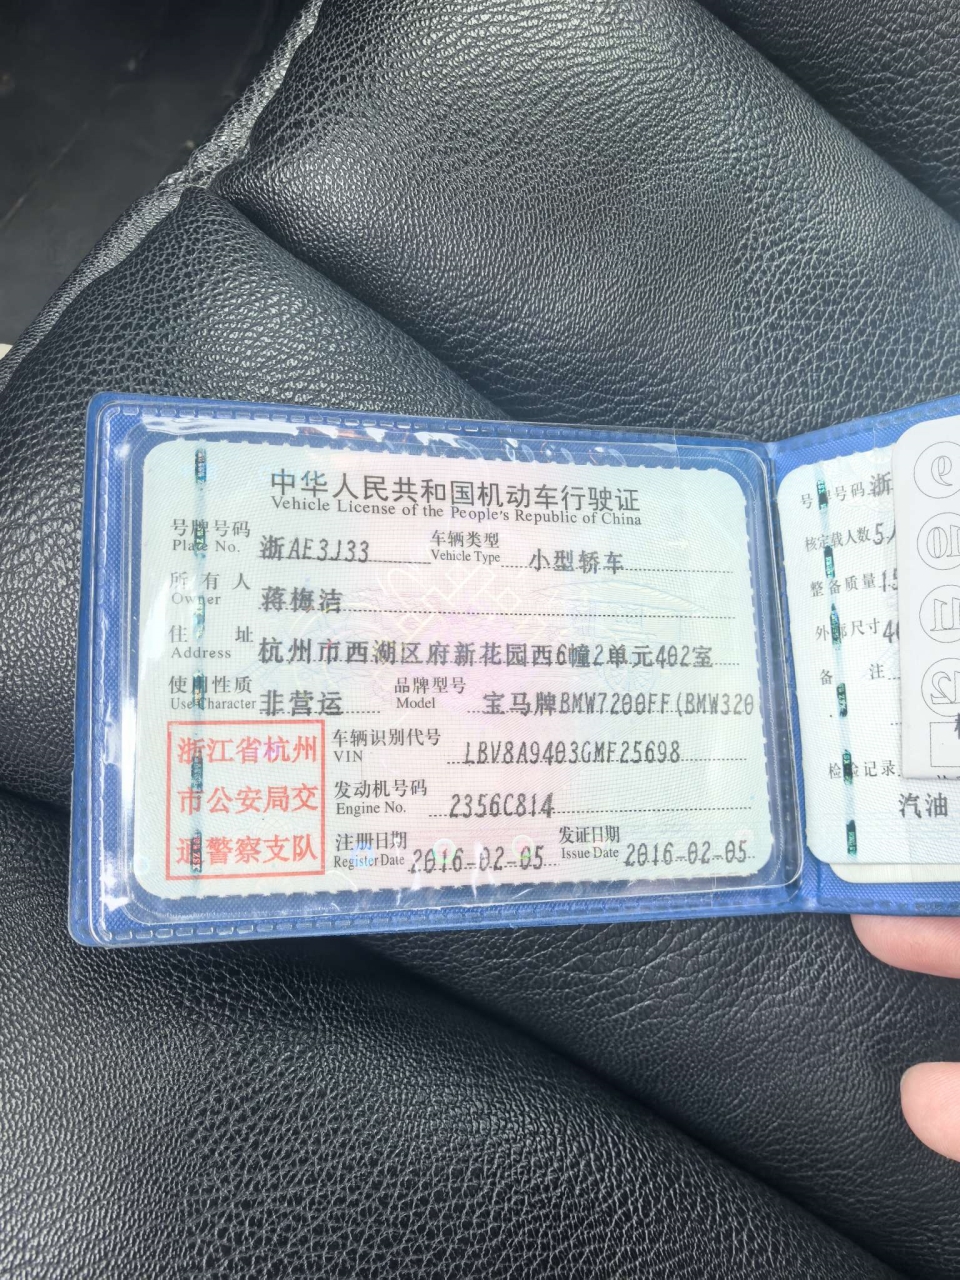 中华人民共和国机动车行驶证
Vehicle License of the People's Republic of China
号牌号码 浙AE3J33 车辆类型 小型轿车
Plate No. Vehicle Type
所有人 蒋梅洁
Owner
住址 杭州市西湖区府新花园西6幢2单元402室
Address
使用性质 非营运 品牌型号 宝马牌BMW7200FF(BMW320
Use Character Model
浙江省杭州
市公安局交
通警察支队
车辆识别代号 LBV8A9403GMF25698
VIN
发动机号码 2356C814
Engine No.
注册日期 2016-02-05 发证日期 2016-02-05
Register Date Issue Date
号牌号码 浙
核定载人数 5
整备质量
外廓尺寸
备注
检验记录
汽油
9
10
11
12